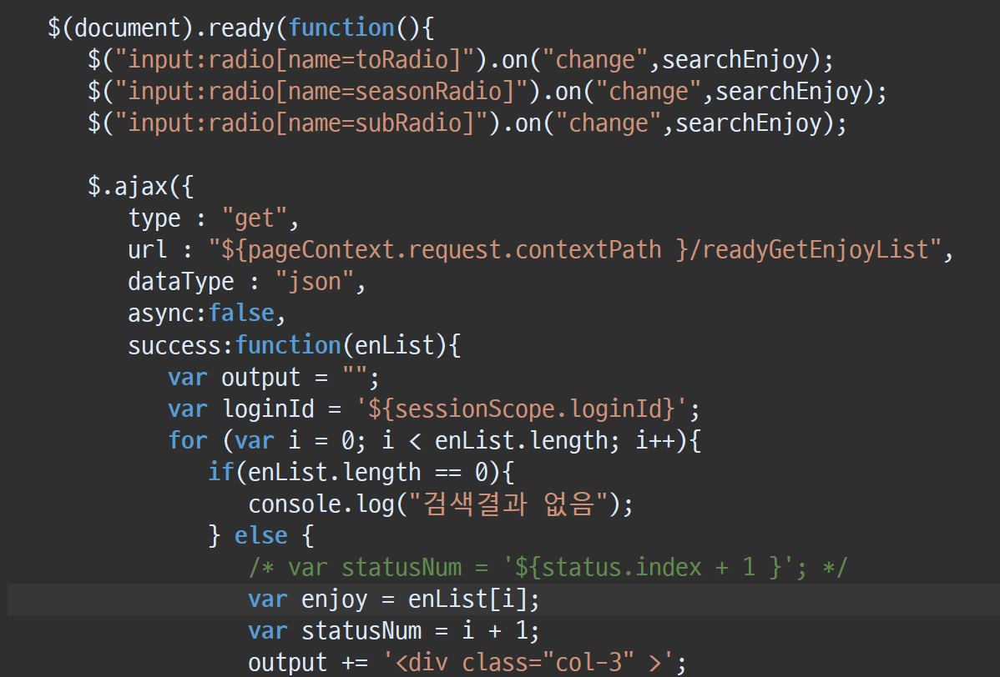 $(document).ready(function(){
$("input:radio[name=toRadio]").on("change",searchEnjoy);
$("input:radio[name=seasonRadio]").on("change",searchEnjoy);
$("input:radio[name=subRadio]").on("change",searchEnjoy);
$.ajax({
type : "get",
url : "${pageContext.request.contextPath }/readyGetEnjoyList",
dataType : "json",
async:false,
success:function(enList){
var output = "";
var loginId = '${sessionScope.loginId}';
for (var i = 0; i < enList.length; i++){
if(enList.length == 0){
console.log("검색결과 없음");
} else {
/* var statusNum = '${status.index + 1 }'; */
var enjoy = enList[i];
var statusNum = i + 1;
output += '<div class="col-3" >';